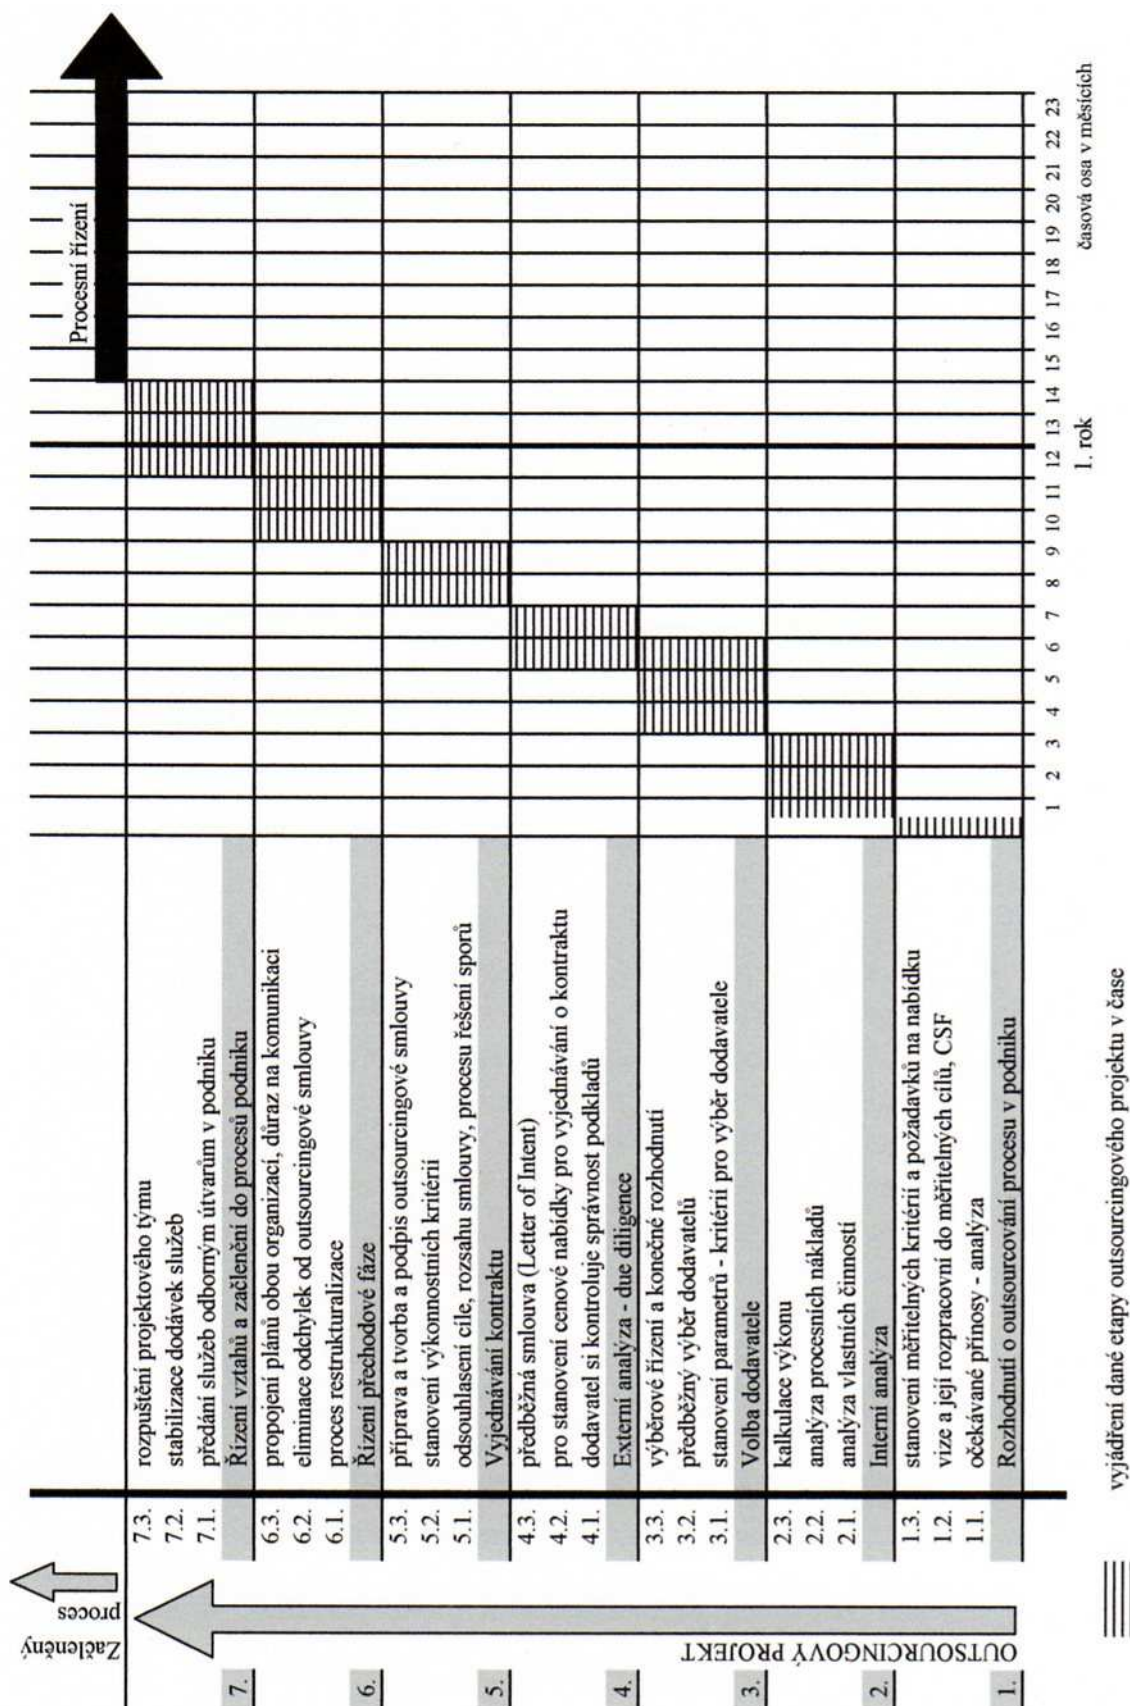 Začleněný
proces
Procesní řízení
7.3. rozpuštění projektového týmu
7.2. stabilizace dodávek služeb
7.1. předání služeb odborným útvarům v podniku
7. Řízení vztahů a začlenění do procesů podniku
6.3. propojení plánů obou organizací, důraz na komunikaci
6.2. eliminace odchylek od outsourcingové smlouvy
6.1. proces restrukturalizace
6. Řízení přechodové fáze
5.3. příprava a tvorba a podpis outsourcingové smlouvy
5.2. stanovení výkonnostních kritérií
5.1. odsouhlasení cíle, rozsahu smlouvy, procesu řešení sporů
5. Vyjednávání kontraktu
4.3. předběžná smlouva (Letter of Intent)
4.2. pro stanovení cenové nabídky pro vyjednávání o kontraktu
4.1. dodavatel si kontroluje správnost podkladů
4. Externí analýza - due diligence
3.3. výběrové řízení a konečné rozhodnutí
3.2. předběžný výběr dodavatelů
3.1. stanovení parametrů - kritérií pro výběr dodavatele
3. Volba dodavatele
2.3. kalkulace výkonu
2.2. analýza procesních nákladů
2.1. analýza vlastních činností
2. Interní analýza
1.3. stanovení měřitelných kritérií a požadavků na nabídku
1.2. vize a její rozpracovní do měřitelných cílů, CSF
1.1. očekávané přínosy - analýza
1. Rozhodnutí o outsourcování procesu v podniku
OUTSOURCINGOVÝ PROJEKT
1 2 3 4 5 6 7 8 9 10 11 12 13 14 15 16 17 18 19 20 21 22 23
1. rok
časová osa v měsících
vyjádření dané etapy outsourcingového projektu v čase